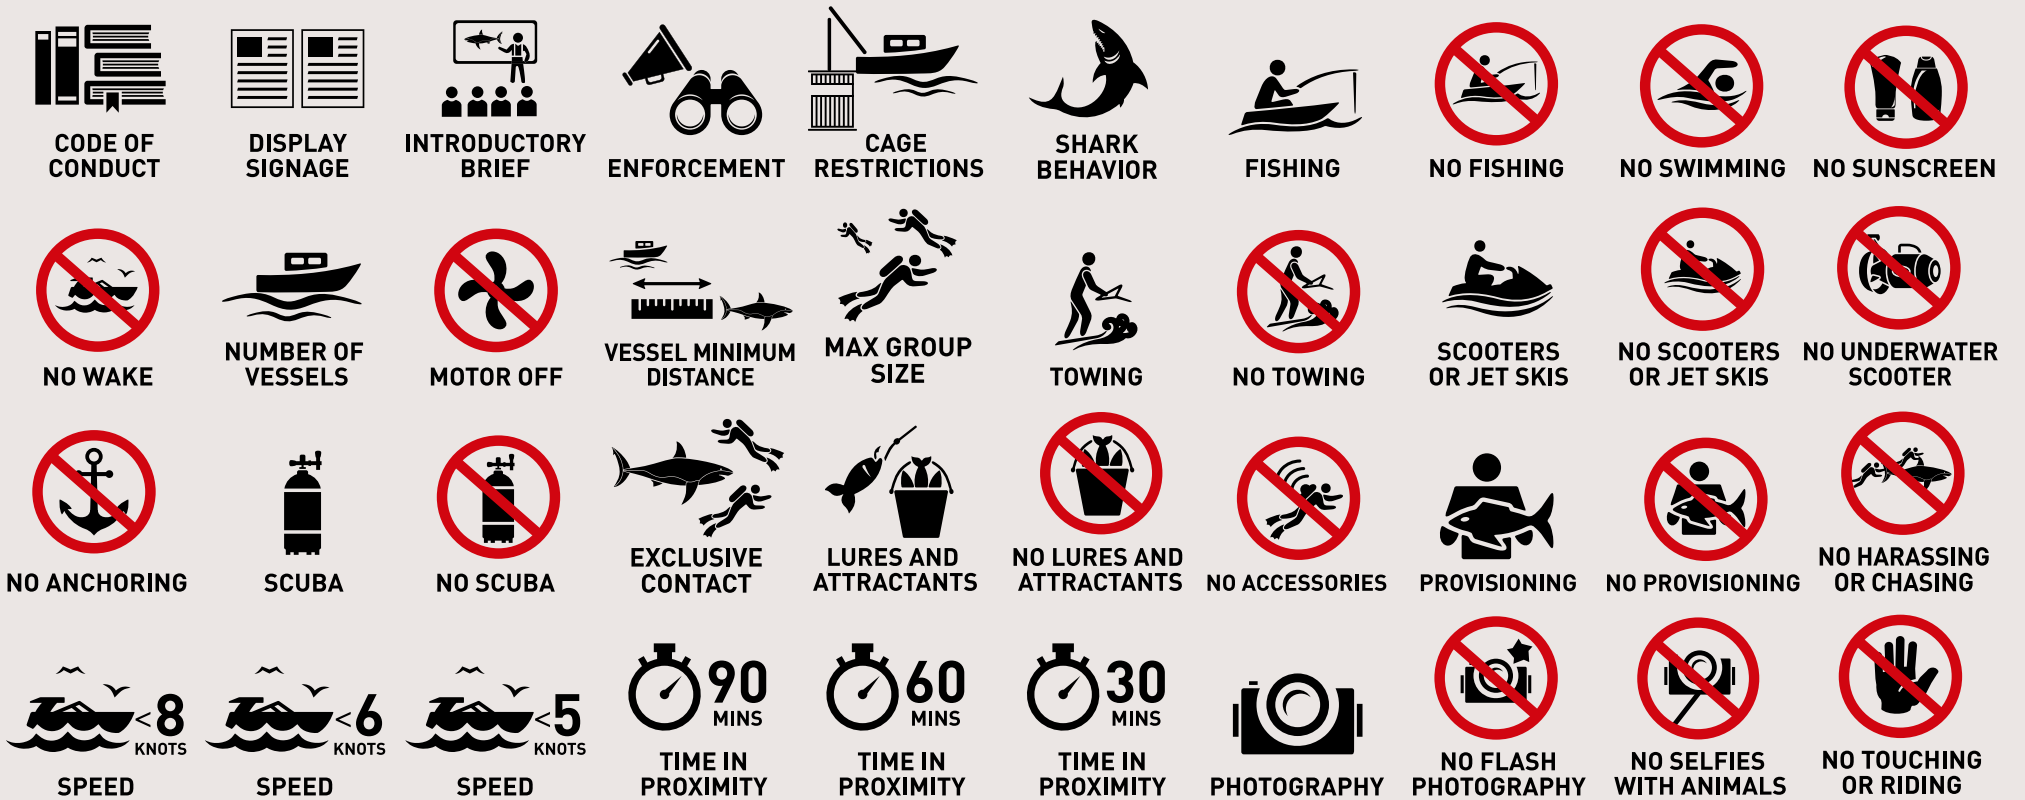 CODE OF
CONDUCT
DISPLAY
SIGNAGE
INTRODUCTORY
BRIEF
ENFORCEMENT
CAGE
RESTRICTIONS
SHARK
BEHAVIOR
FISHING
NO FISHING
NO SWIMMING
NO SUNSCREEN
NO WAKE
NUMBER OF
VESSELS
MOTOR OFF
VESSEL MINIMUM
DISTANCE
MAX GROUP
SIZE
TOWING
NO TOWING
SCOOTERS
OR JET SKIS
NO SCOOTERS
OR JET SKIS
NO UNDERWATER
SCOOTER
NO ANCHORING
SCUBA
NO SCUBA
EXCLUSIVE
CONTACT
LURES AND
ATTRACTANTS
NO LURES AND
ATTRACTANTS
NO ACCESSORIES
PROVISIONING
NO PROVISIONING
NO HARASSING
OR CHASING
<8
KNOTS
SPEED
<6
KNOTS
SPEED
<5
KNOTS
SPEED
90
MINS
TIME IN
PROXIMITY
60
MINS
TIME IN
PROXIMITY
30
MINS
TIME IN
PROXIMITY
PHOTOGRAPHY
NO FLASH
PHOTOGRAPHY
NO SELFIES
WITH ANIMALS
NO TOUCHING
OR RIDING